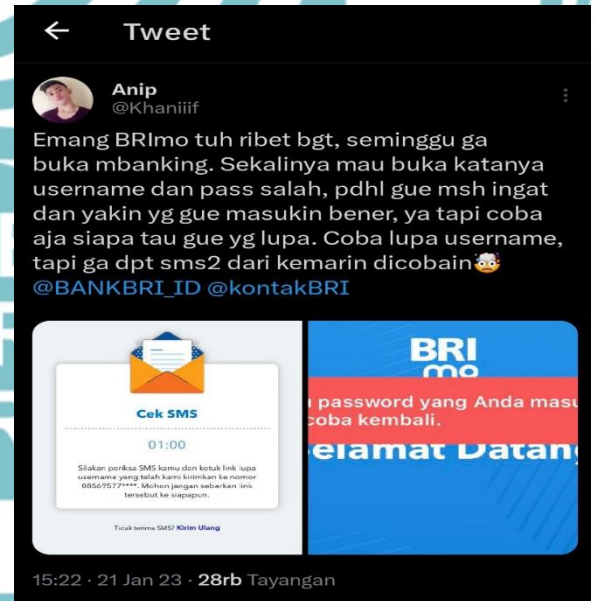 Tweet
Anip
@Khaniiif
Emang BRImo tuh ribet bgt, seminggu ga
buka mbanking. Sekalinya mau buka katanya
username dan pass salah, pdhl gue msh ingat
dan yakin yg gue masukin bener, ya tapi coba
aja siapa tau gue yg lupa. Coba lupa username,
tapi ga dpt sms2 dari kemarin dicobain🤯
@BANKBRI_ID @kontakBRI
Cek SMS
01:00
Silakan periksa SMS kamu dan ketuk link lupa
username yang telah kami kirimkan ke nomor
08569577****. Mohon jangan sebarkan link
tersebut ke siapapun.
Tidak terima SMS? Kirim Ulang
BRI
mo
password yang Anda masu
coba kembali.
elamat Datan
15:22 · 21 Jan 23 · 28rb Tayangan